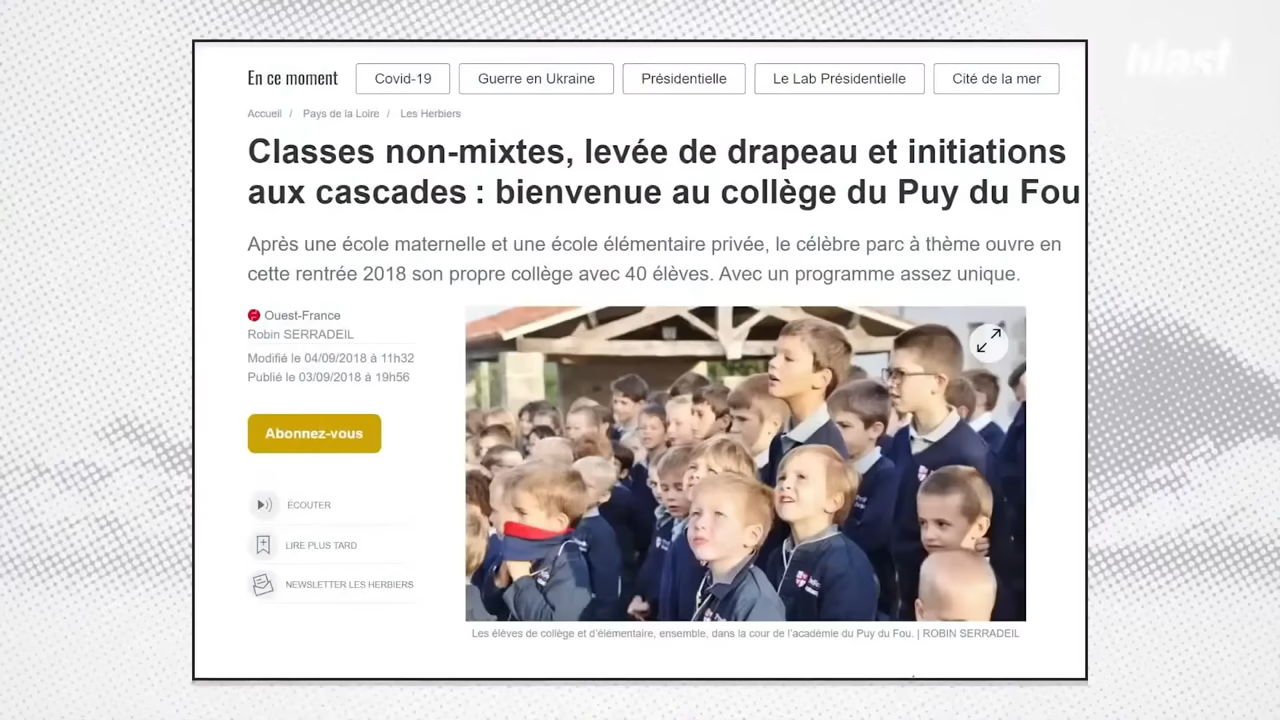 blast
En ce moment
Covid-19
Guerre en Ukraine
Présidentielle
Le Lab Présidentielle
Cité de la mer
Accueil / Pays de la Loire / Les Herbiers
Classes non-mixtes, levée de drapeau et initiations
aux cascades : bienvenue au collège du Puy du Fou
Après une école maternelle et une école élémentaire privée, le célèbre parc à thème ouvre en
cette rentrée 2018 son propre collège avec 40 élèves. Avec un programme assez unique.
Ouest-France
Robin SERRADEIL
Modifié le 04/09/2018 à 11h32
Publié le 03/09/2018 à 19h56
Abonnez-vous
ÉCOUTER
LIRE PLUS TARD
NEWSLETTER LES HERBIERS
Les élèves de collège et d'élémentaire, ensemble, dans la cour de l'académie du Puy du Fou. | ROBIN SERRADEIL